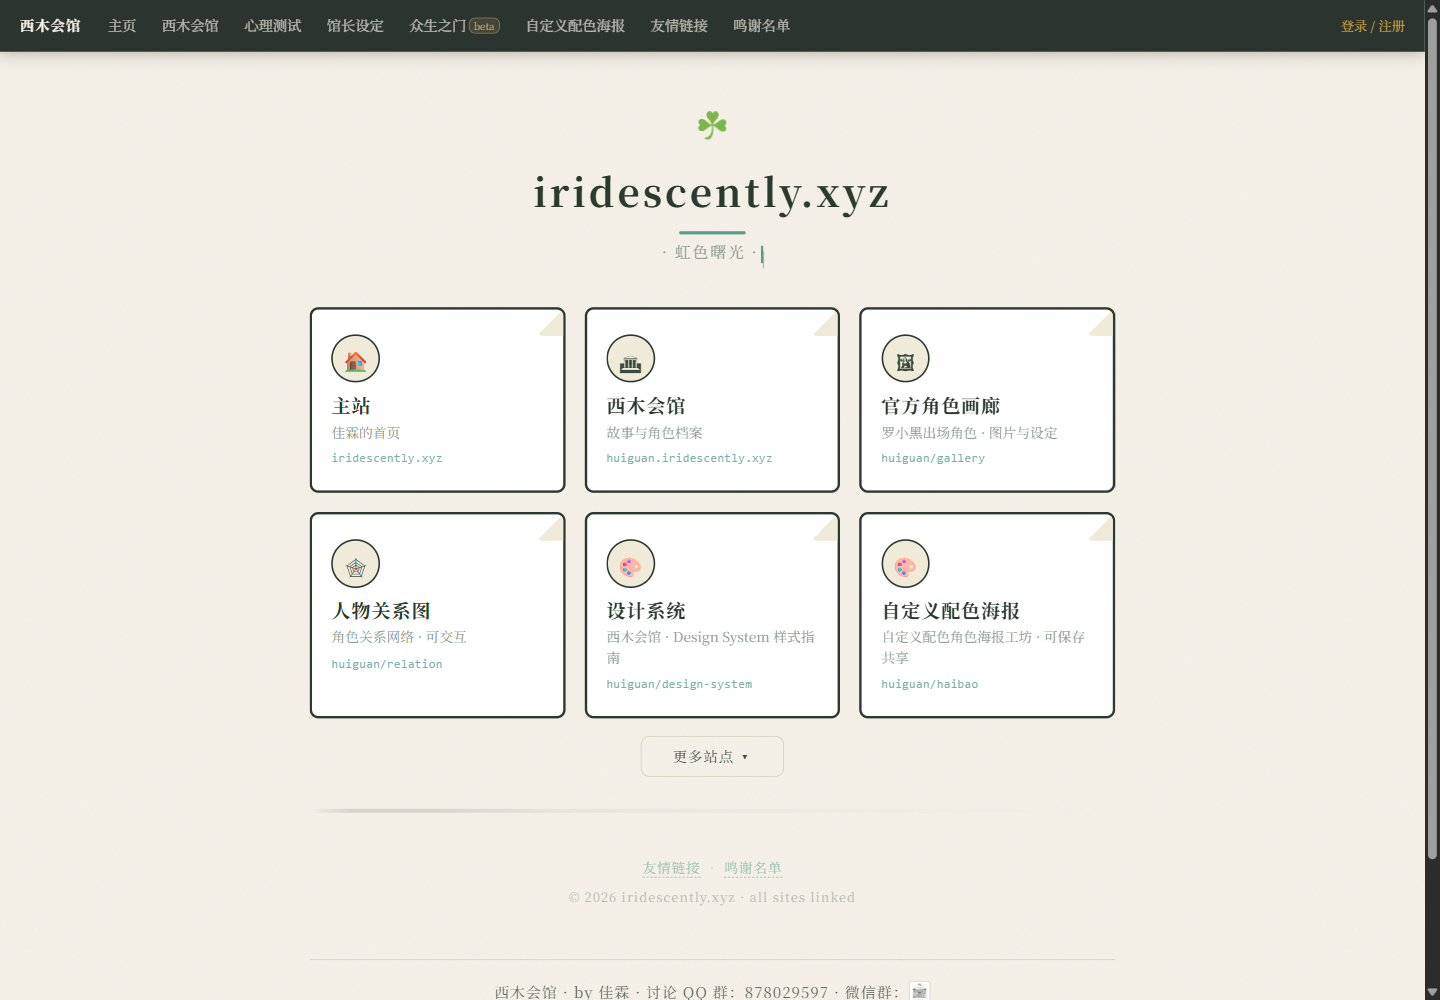 西木会馆 主页 西木会馆 心理测试 馆长设定 众生之门 beta 自定义配色海报 友情链接 鸣谢名单 登录 / 注册
iridescently.xyz
· 虹色曙光 ·
主站
佳霖的首页
iridescently.xyz
西木会馆
故事与角色档案
huiguan.iridescently.xyz
官方角色画廊
罗小黑出场角色 · 图片与设定
huiguan/gallery
人物关系图
角色关系网络 · 可交互
huiguan/relation
设计系统
西木会馆 · Design System 样式指
南
huiguan/design-system
自定义配色海报
自定义配色角色海报工坊 · 可保存
共享
huiguan/haibao
更多站点 ▾
友情链接 · 鸣谢名单
© 2026 iridescently.xyz · all sites linked
西木会馆 · by 佳霖 · 讨论 QQ 群：878029597 · 微信群：